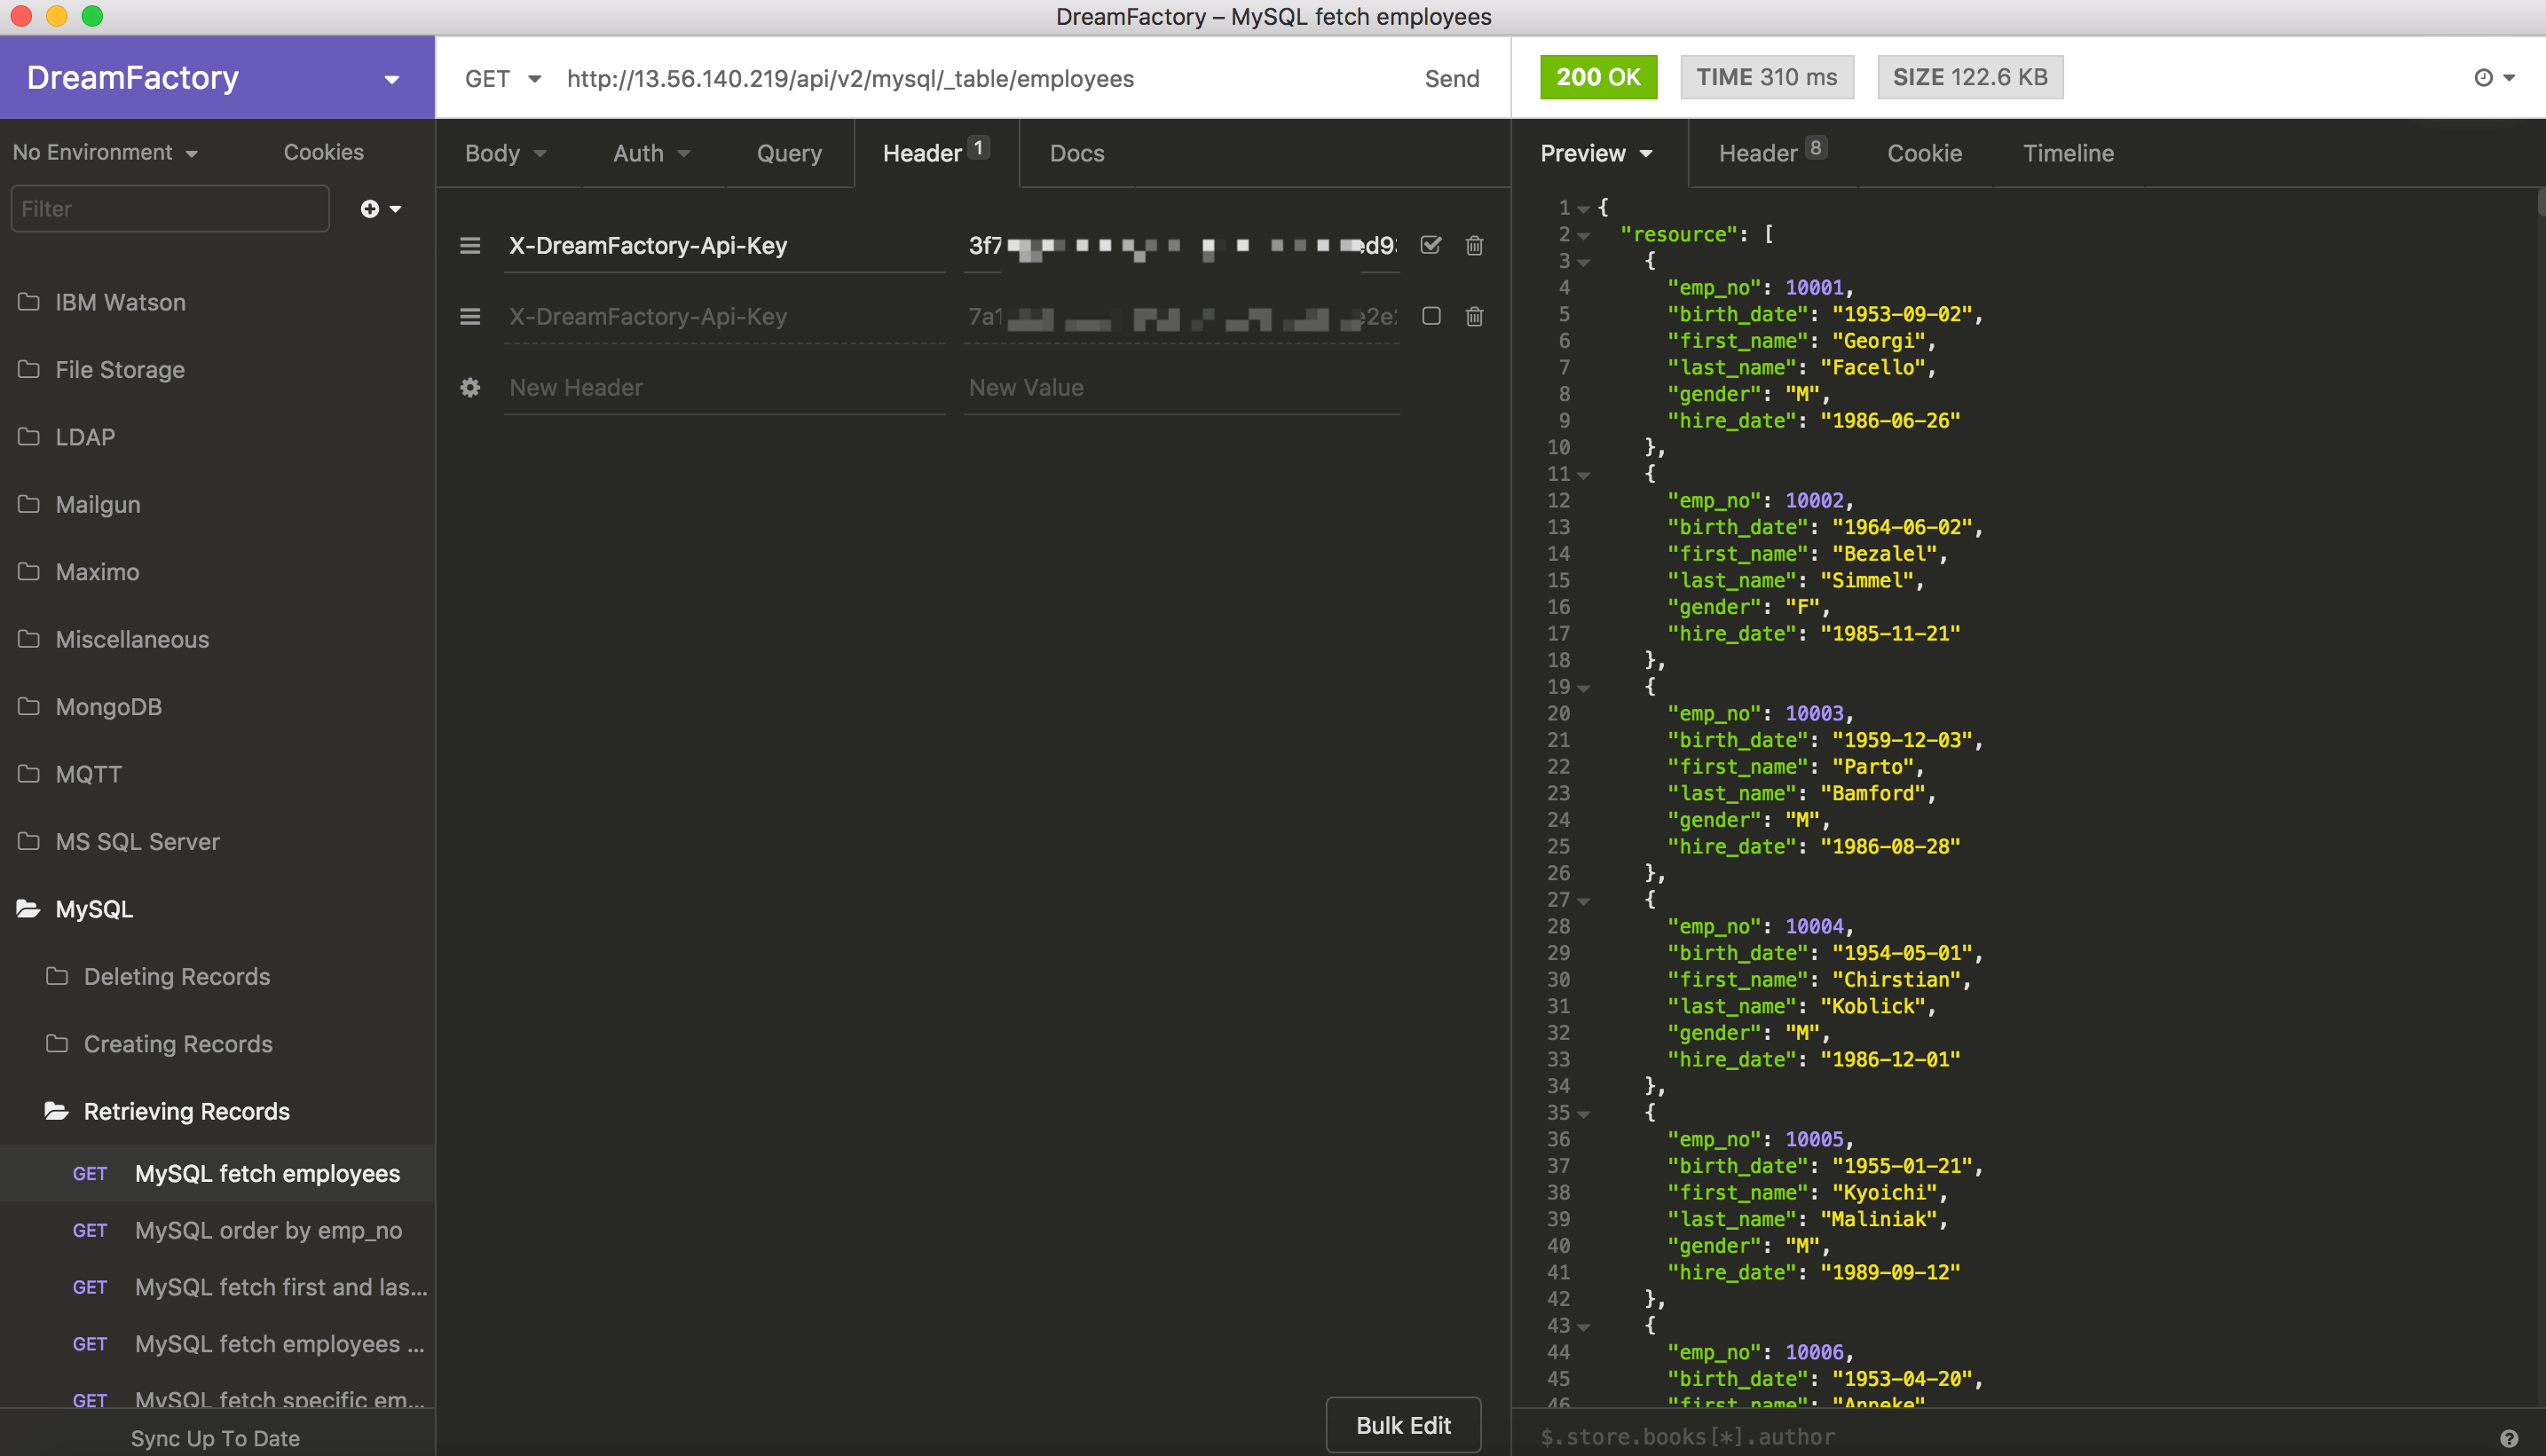 DreamFactory – MySQL fetch employees
DreamFactory
GET http://13.56.140.219/api/v2/mysql/_table/employees Send
200 OK TIME 310 ms SIZE 122.6 KB
No Environment Cookies
Filter
IBM Watson
File Storage
LDAP
Mailgun
Maximo
Miscellaneous
MongoDB
MQTT
MS SQL Server
MySQL
Deleting Records
Creating Records
Retrieving Records
GET MySQL fetch employees
GET MySQL order by emp_no
GET MySQL fetch first and las...
GET MySQL fetch employees ...
GET MySQL fetch specific em...
Sync Up To Date
Body Auth Query Header 1 Docs
X-DreamFactory-Api-Key 3f7
X-DreamFactory-Api-Key 7a1
New Header New Value
Bulk Edit
Preview Header 8 Cookie Timeline
1 {
2 "resource": [
3 {
4 "emp_no": 10001,
5 "birth_date": "1953-09-02",
6 "first_name": "Georgi",
7 "last_name": "Facello",
8 "gender": "M",
9 "hire_date": "1986-06-26"
10 },
11 {
12 "emp_no": 10002,
13 "birth_date": "1964-06-02",
14 "first_name": "Bezalel",
15 "last_name": "Simmel",
16 "gender": "F",
17 "hire_date": "1985-11-21"
18 },
19 {
20 "emp_no": 10003,
21 "birth_date": "1959-12-03",
22 "first_name": "Parto",
23 "last_name": "Bamford",
24 "gender": "M",
25 "hire_date": "1986-08-28"
26 },
27 {
28 "emp_no": 10004,
29 "birth_date": "1954-05-01",
30 "first_name": "Chirstian",
31 "last_name": "Koblick",
32 "gender": "M",
33 "hire_date": "1986-12-01"
34 },
35 {
36 "emp_no": 10005,
37 "birth_date": "1955-01-21",
38 "first_name": "Kyoichi",
39 "last_name": "Maliniak",
40 "gender": "M",
41 "hire_date": "1989-09-12"
42 },
43 {
44 "emp_no": 10006,
45 "birth_date": "1953-04-20",
46 "first_name": "Anneke"
$.store.books[*].author